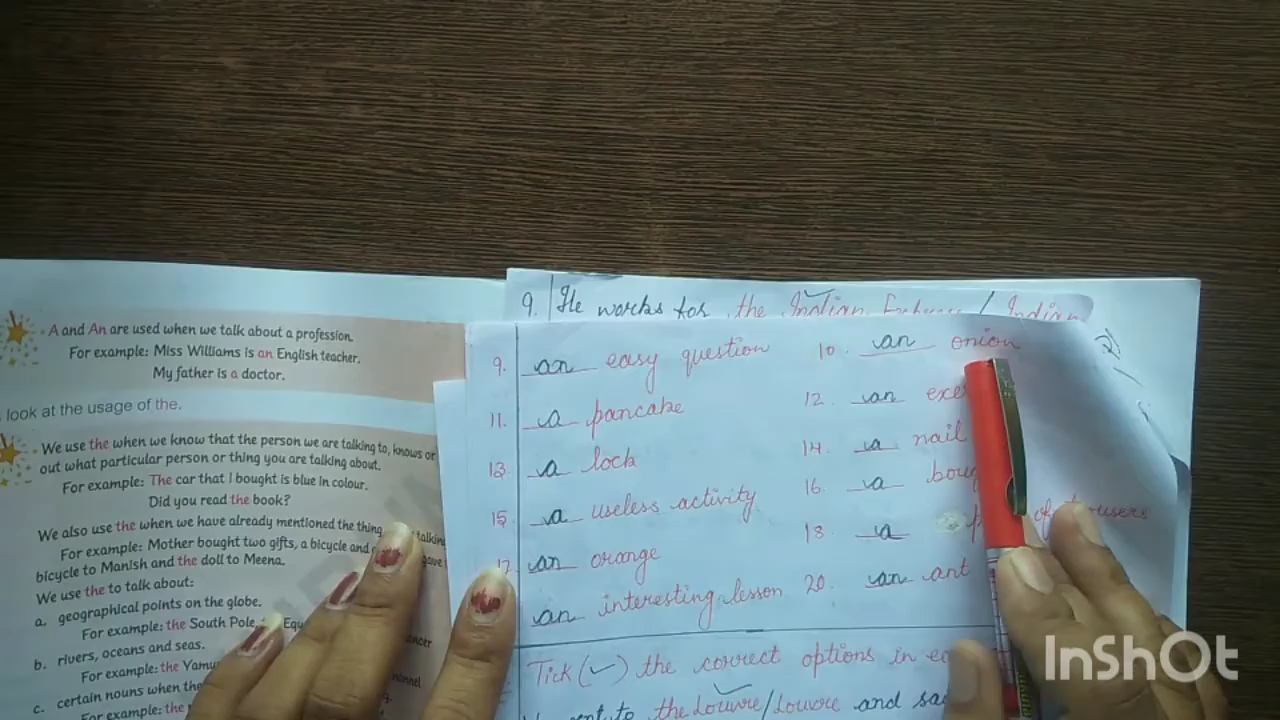 A and An are used when we talk about a profession.
For example: Miss Williams is an English teacher.
My father is a doctor.
look at the usage of the.
We use the when we know that the person we are talking to, knows or
out what particular person or thing you are talking about.
For example: The car that I bought is blue in colour.
Did you read the book?
We also use the when we have already mentioned the thing
For example: Mother bought two gifts, a bicycle and
bicycle to Manish and the doll to Meena.
We use the to talk about:
a. geographical points on the globe.
For example: the South Pole,
b. rivers, oceans and seas.
For example: the
c. certain nouns when
For example: the
9. He works for the Indian / Indian
9. an easy question 10. an onion
11. a pancake 12. an
13. a lock 14. a nail
15. a useless activity 16. a
17. an orange 18. a of trousers
an interesting lesson 20. an ant
Tick (✓) the correct options in
to the Louvre/Louvre and
InShOt